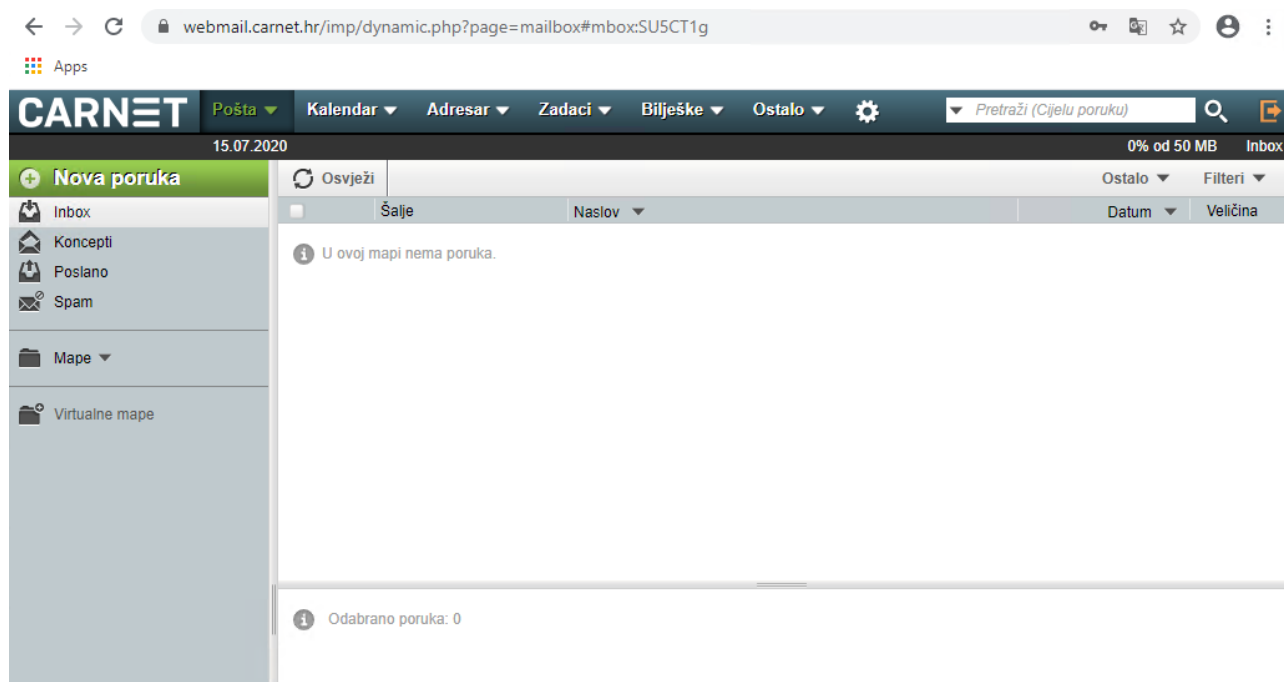 webmail.carnet.hr/imp/dynamic.php?page=mailbox#mbox:SU5CT1g
Apps
CARNET Pošta Kalendar Adresar Zadaci Bilješke Ostalo Pretraži (Cijelu poruku)
15.07.2020 0% od 50 MB Inbox
Nova poruka Osvježi Ostalo Filteri
Inbox Šalje Naslov Datum Veličina
Koncepti
U ovoj mapi nema poruka.
Poslano
Spam
Mape
Virtualne mape
Odabrano poruka: 0